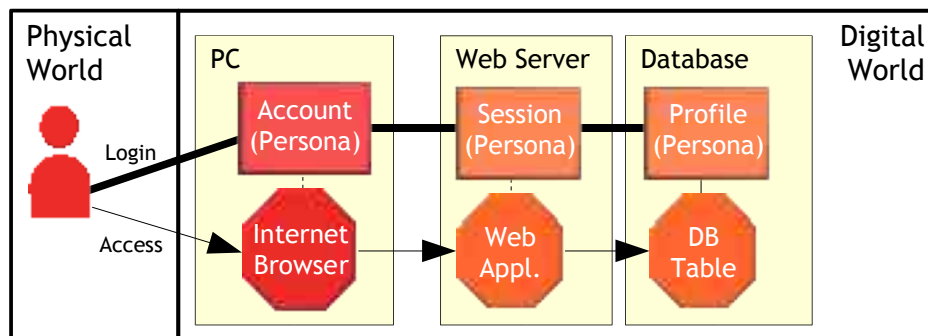 Physical
World
Login
Access
PC
Account
(Persona)
Internet
Browser
Web Server
Session
(Persona)
Web
Appl.
Database
Profile
(Persona)
DB
Table
Digital
World